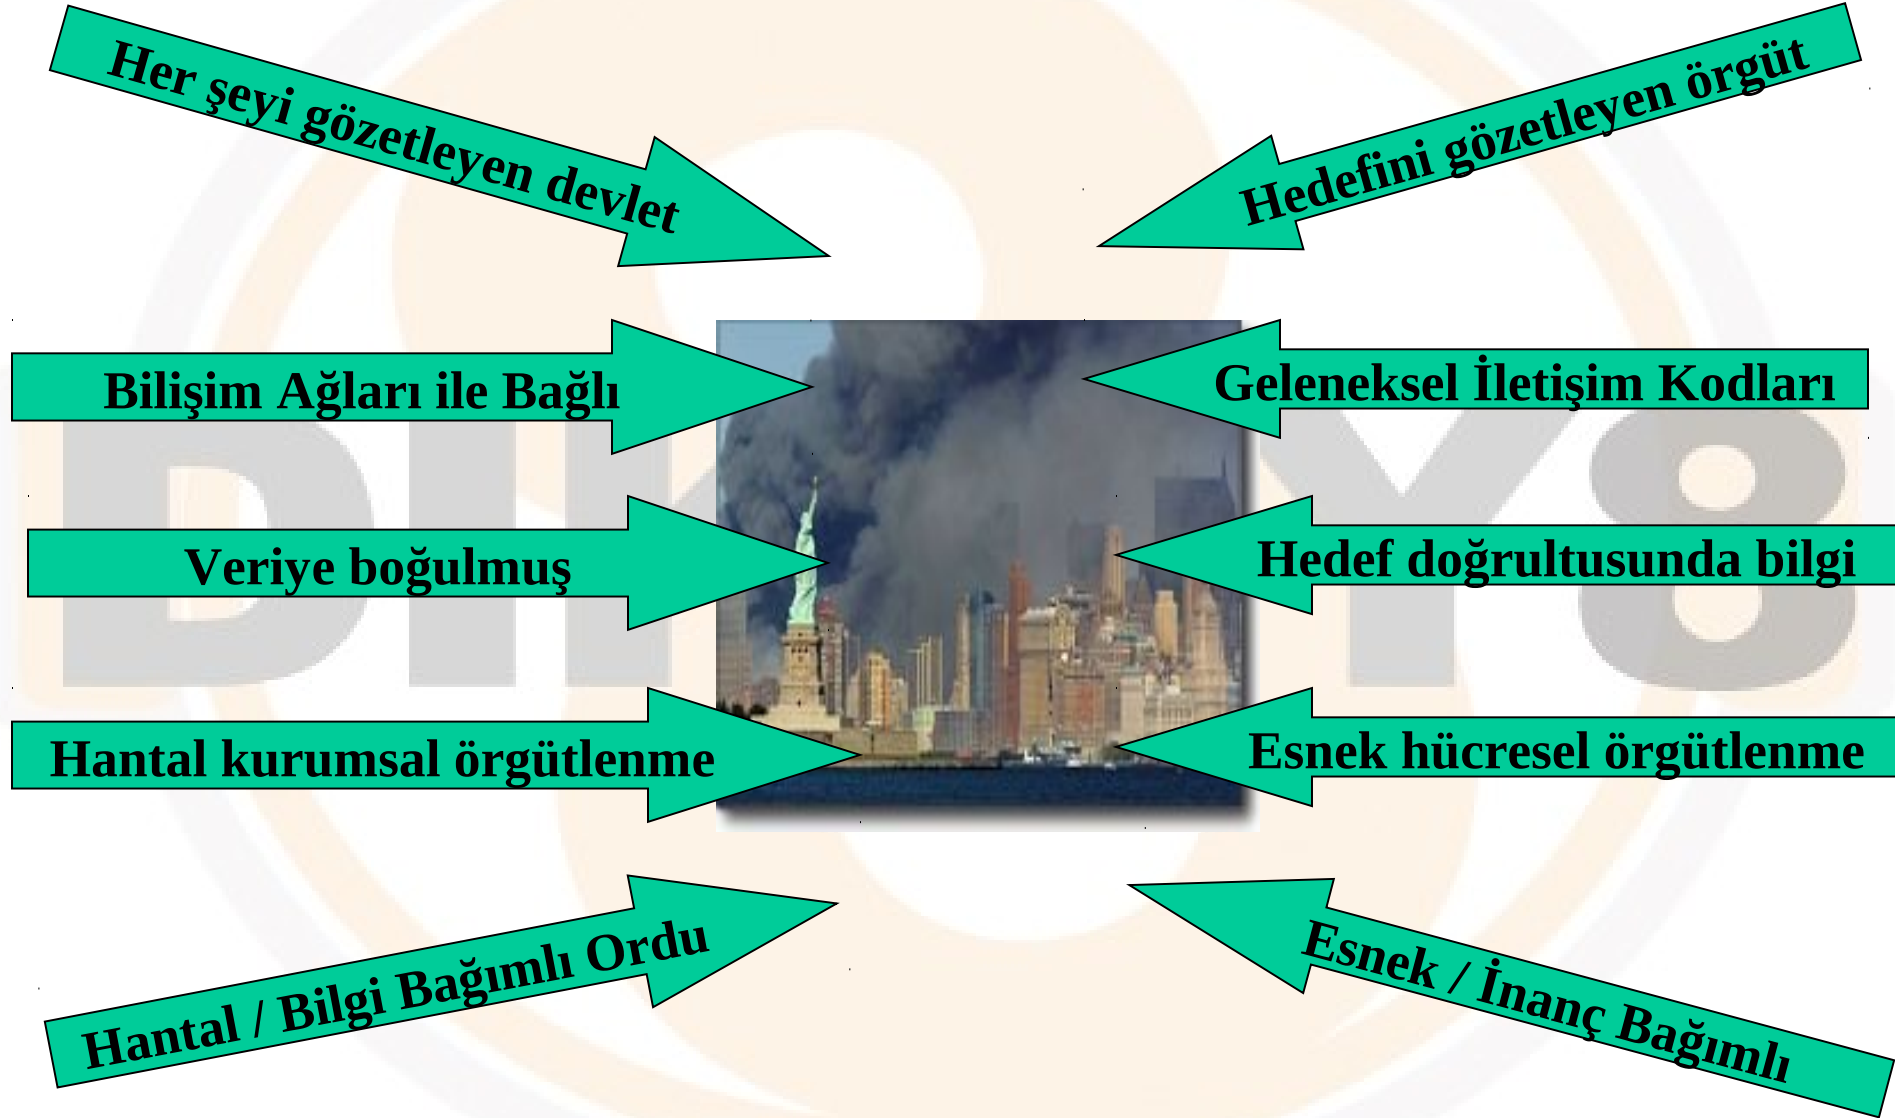 Her şeyi gözetleyen devlet
Hedefini gözetleyen örgüt
Bilişim Ağları ile Bağlı
Geleneksel İletişim Kodları
Veriye boğulmuş
Hedef doğrultusunda bilgi
Hantal kurumsal örgütlenme
Esnek hücresel örgütlenme
Hantal / Bilgi Bağımlı Ordu
Esnek / İnanç Bağımlı